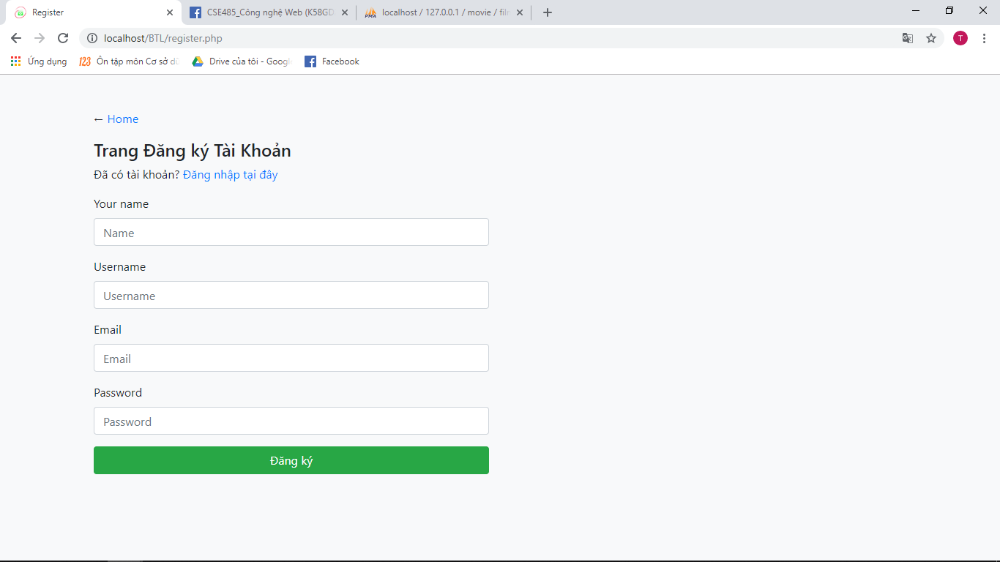 Register
CSE485_Công nghệ Web (K58GD
localhost / 127.0.0.1 / movie / film
localhost/BTL/register.php
T
Ứng dụng
123
Ôn tập môn Cơ sở dữ
Drive của tôi - Google
Facebook
← Home
Trang Đăng ký Tài Khoản
Đã có tài khoản? Đăng nhập tại đây
Your name
Name
Username
Username
Email
Email
Password
Password
Đăng ký